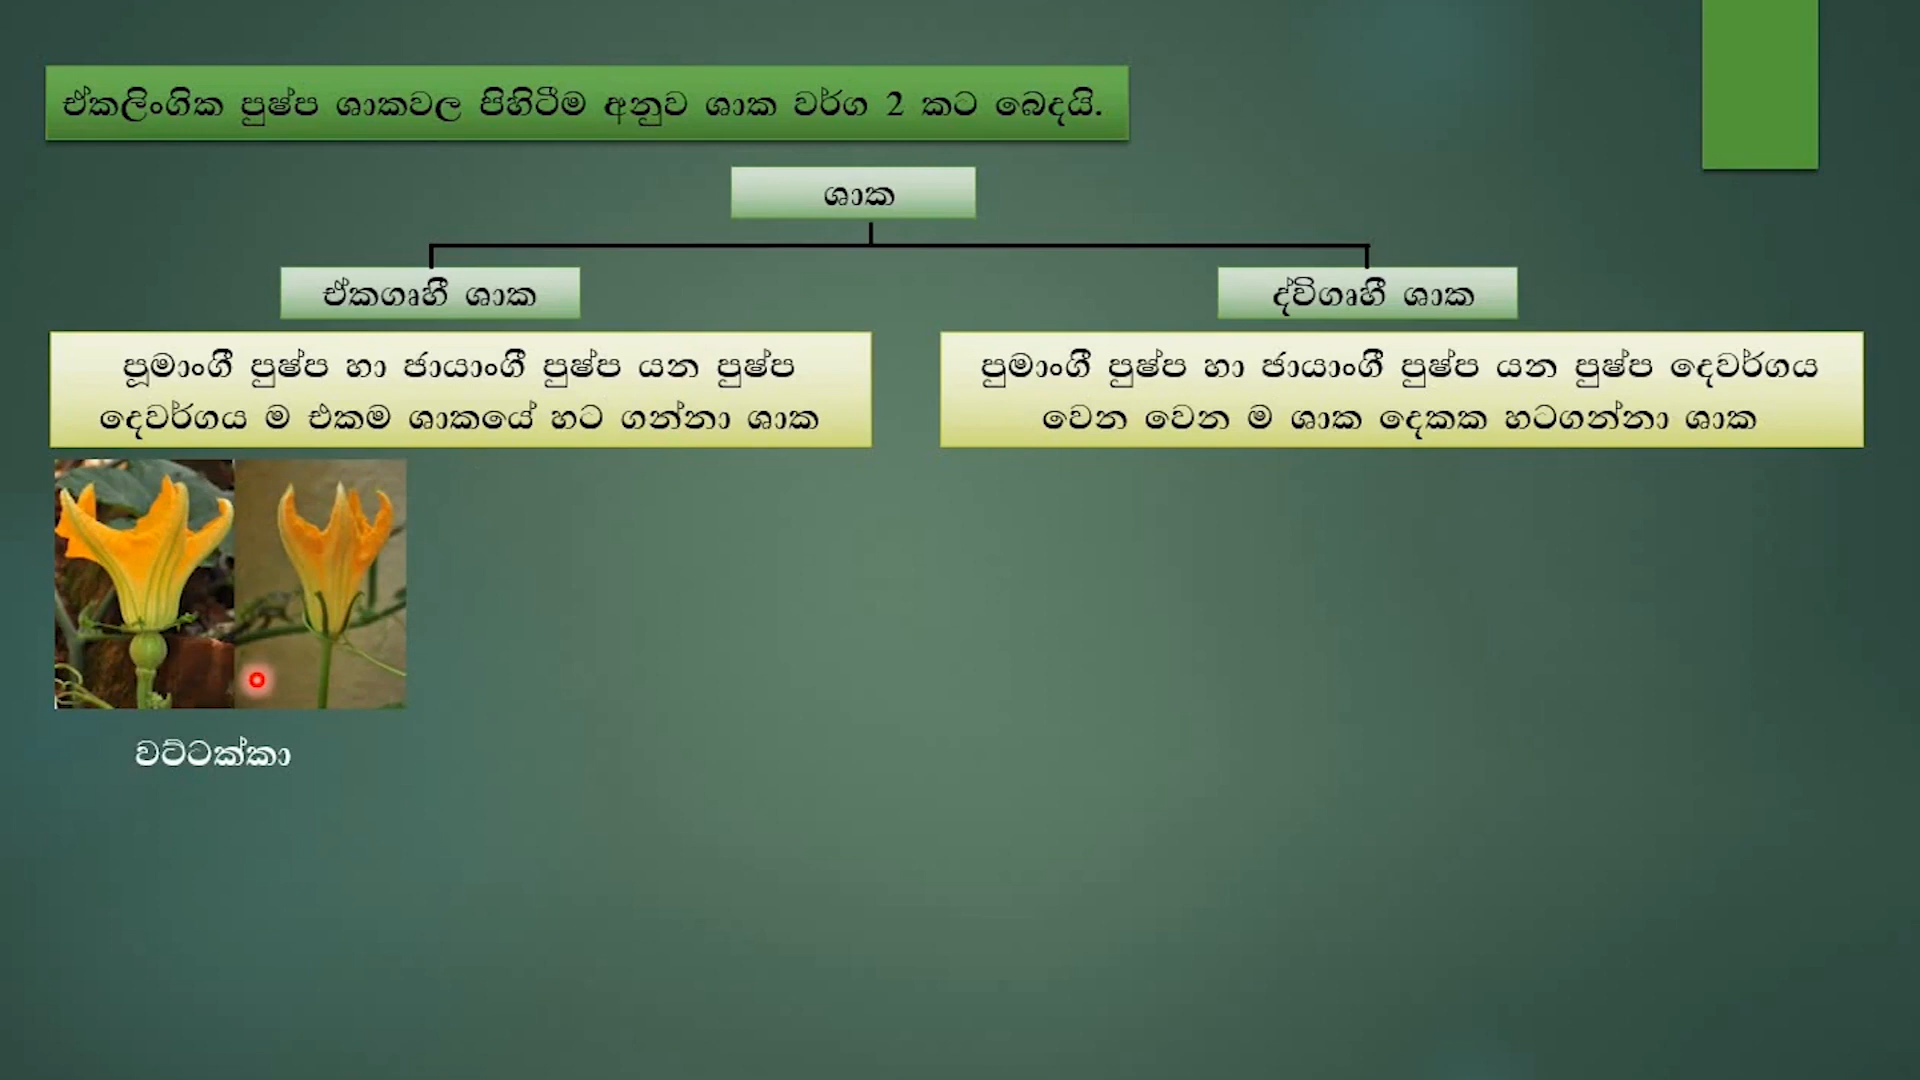 ඒකලිංගික පුෂ්ප ශාකවල පිහිටීම අනුව ශාක වර්ග 2 කට බෙදයි.
ශාක
ඒකගෘහී ශාක
ද්විගෘහී ශාක
පූමාංගී පුෂ්ප හා ජායාංගී පුෂ්ප යන පුෂ්ප
දෙවර්ගය ම එකම ශාකයේ හට ගන්නා ශාක
පුමාංගී පුෂ්ප හා ජායාංගී පුෂ්ප යන පුෂ්ප දෙවර්ගය
වෙන වෙන ම ශාක දෙකක හටගන්නා ශාක
වට්ටක්කා